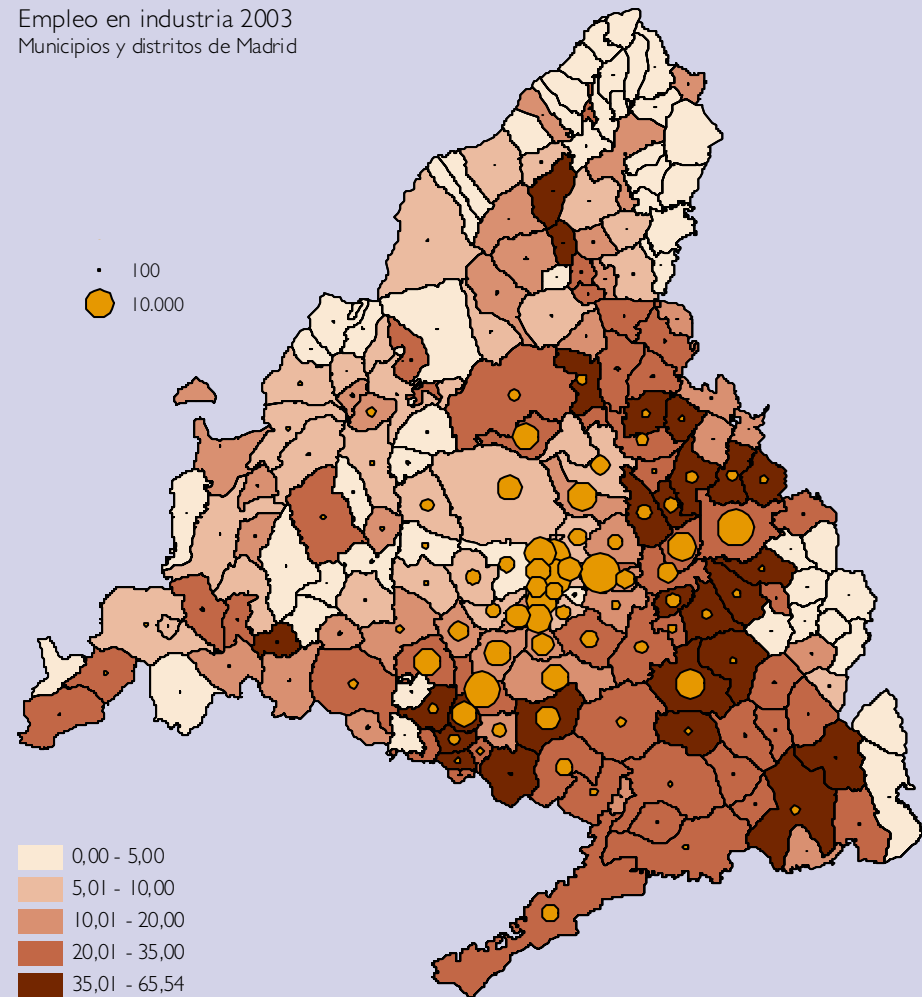 Empleo en industria 2003
Municipios y distritos de Madrid
100
10.000
0,00 - 5,00
5,01 - 10,00
10,01 - 20,00
20,01 - 35,00
35,01 - 65,54